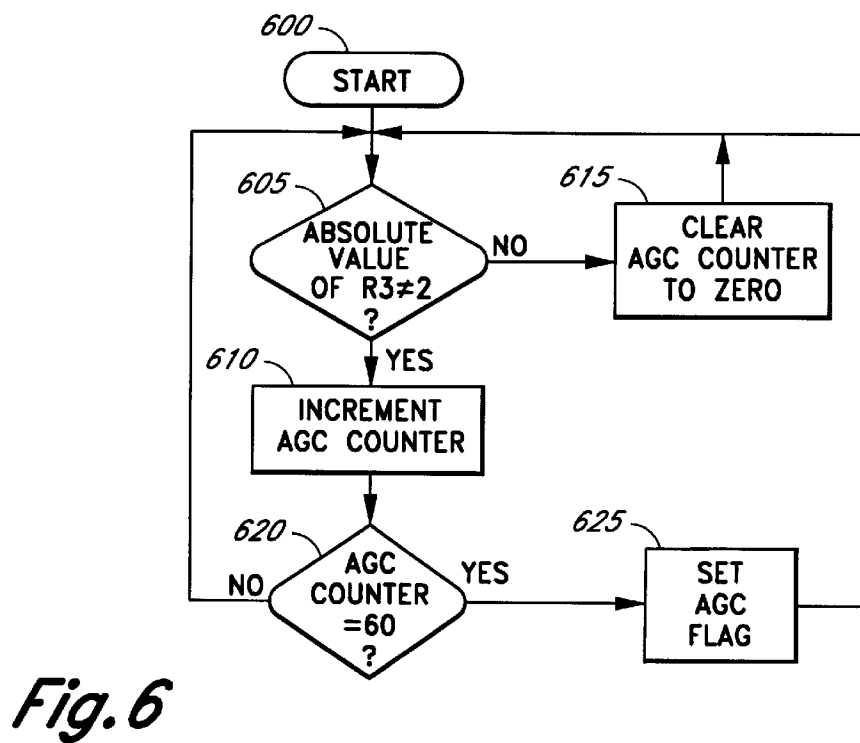 600
START
605
ABSOLUTE
VALUE
OF R3≠2
?
NO
615
CLEAR
AGC COUNTER
TO ZERO
YES
610
INCREMENT
AGC COUNTER
620
AGC
COUNTER
=60
?
NO
YES
625
SET
AGC
FLAG
Fig.6